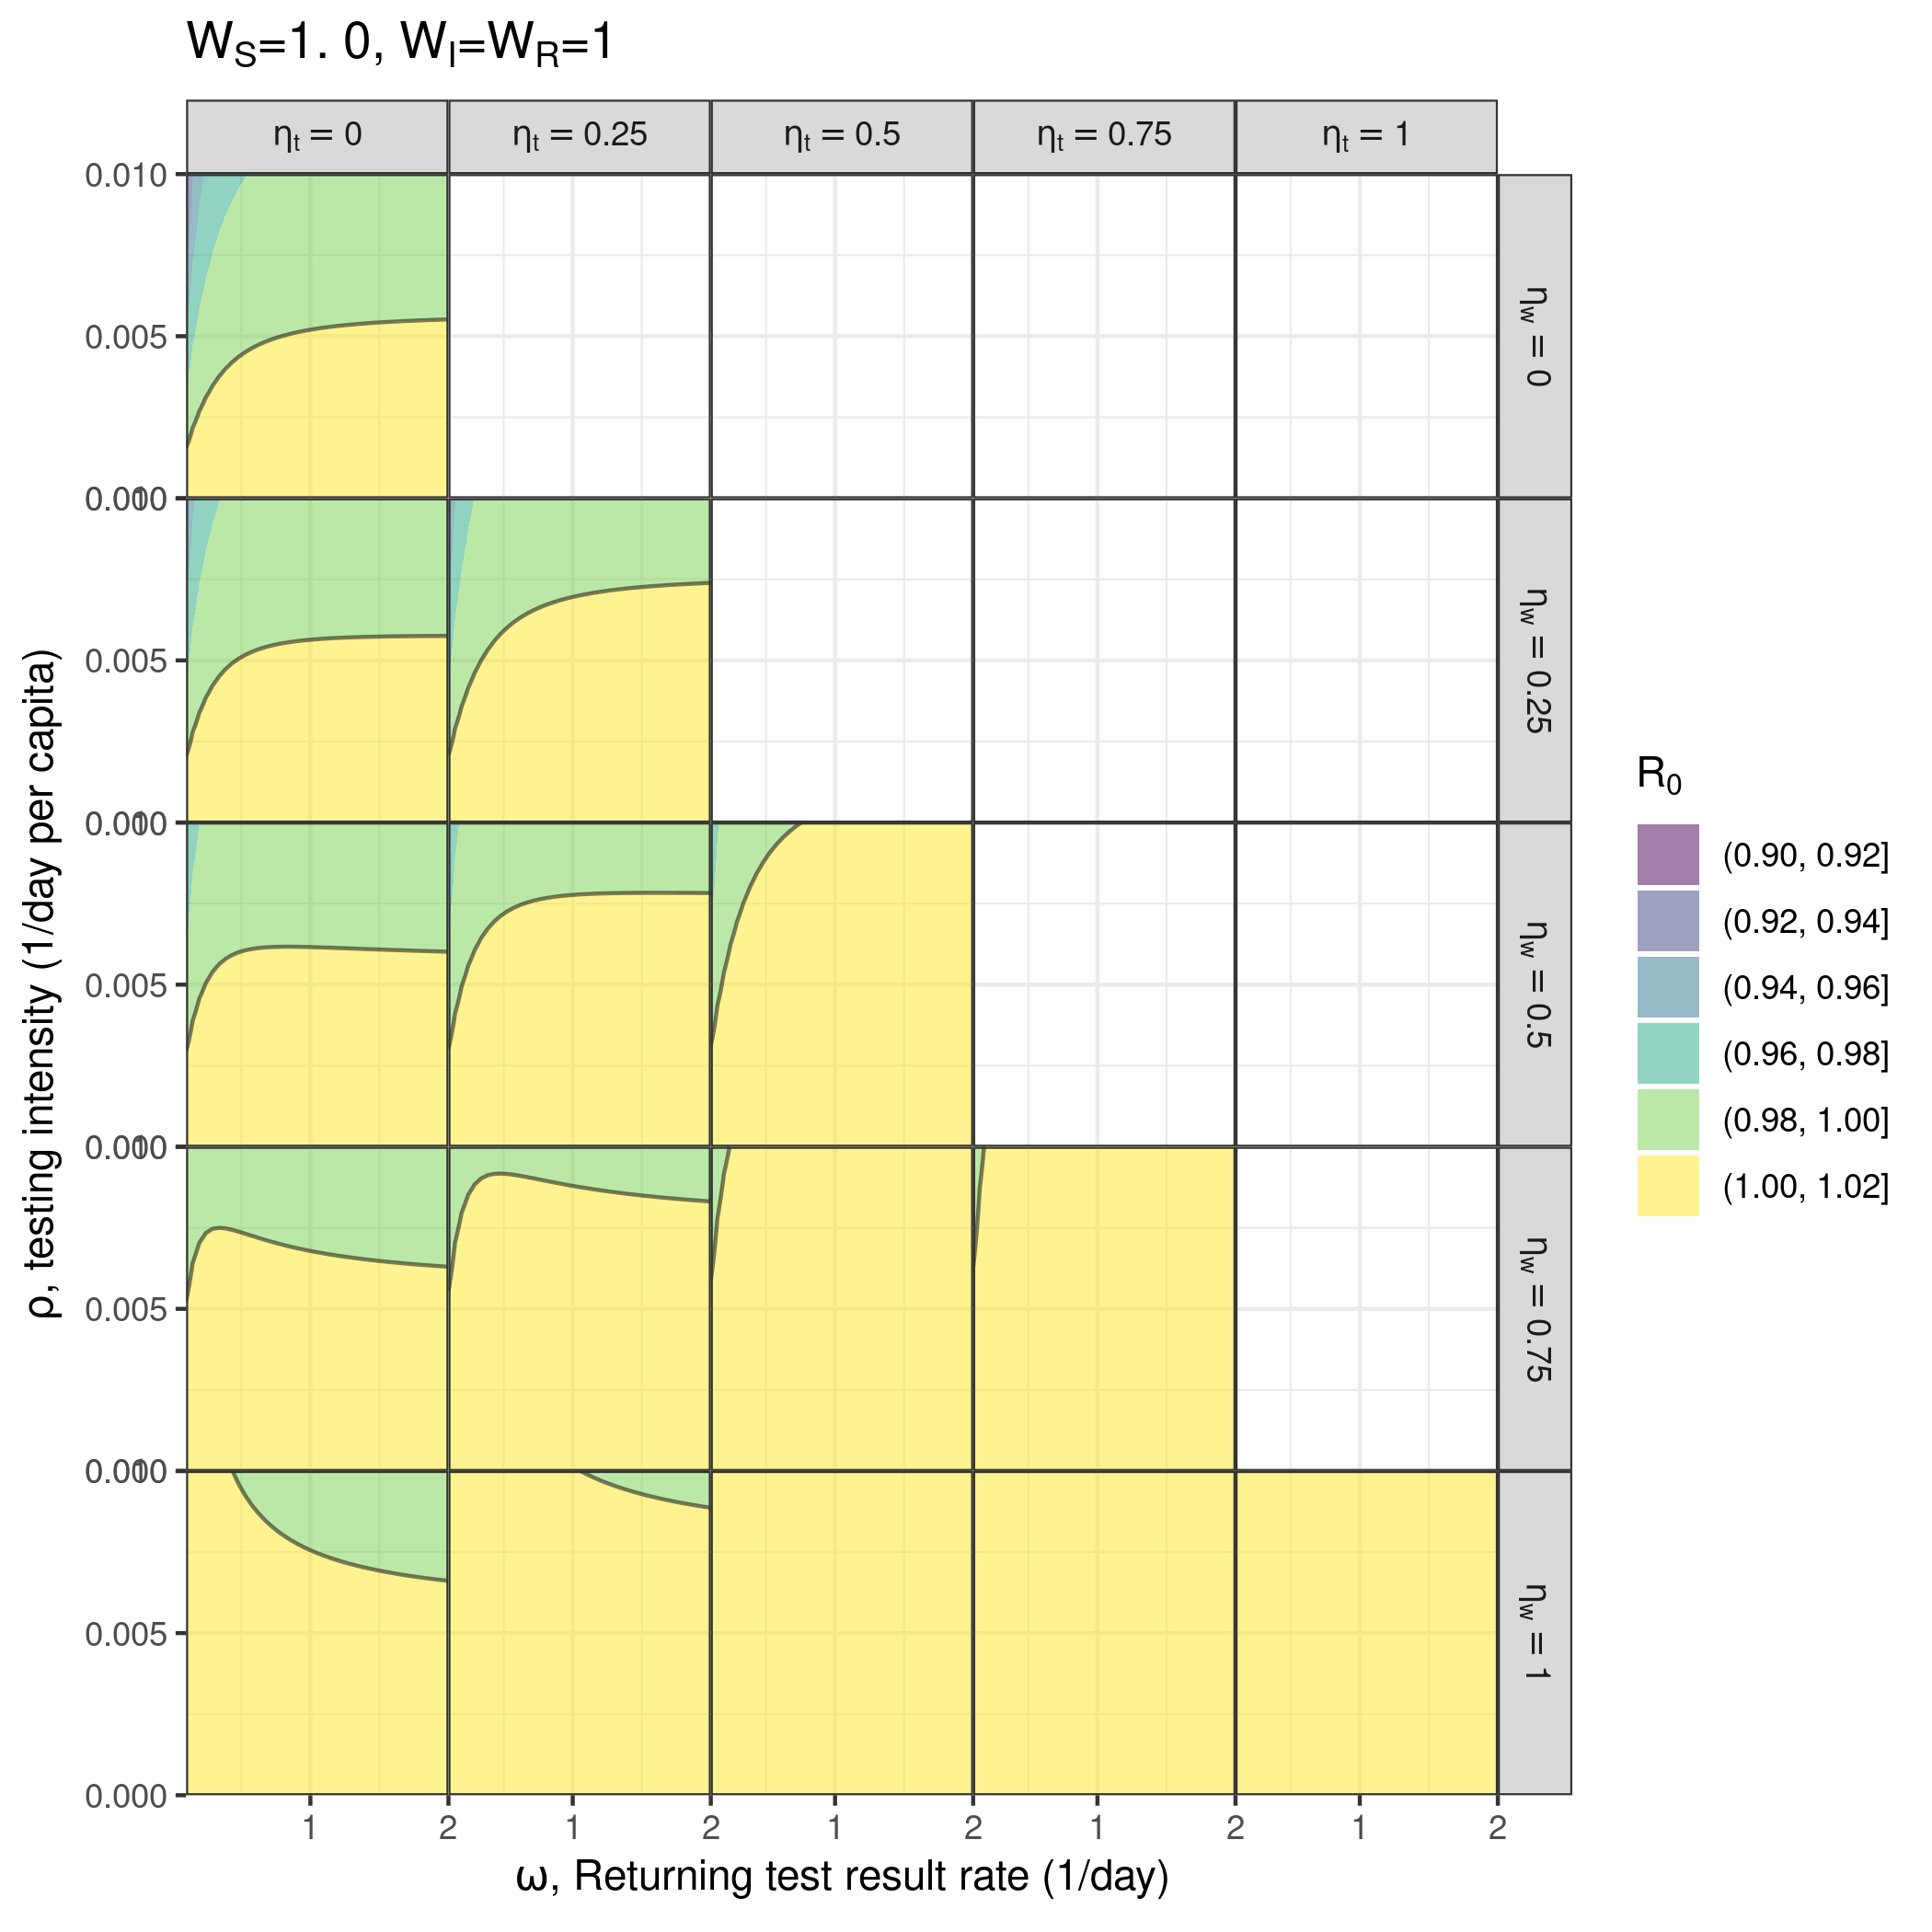 W_S=1. 0, W_I=W_R=1
η_t = 0
η_t = 0.25
η_t = 0.5
η_t = 0.75
η_t = 1
0.010
0.005
0.000
0.005
0.000
0.005
0.000
0.005
0.000
0.005
0.000
η_w = 0
η_w = 0.25
η_w = 0.5
η_w = 0.75
η_w = 1
ρ, testing intensity (1/day per capita)
1 2 1 2 1 2 1 2 1 2
ω, Returning test result rate (1/day)
R_0
(0.90, 0.92]
(0.92, 0.94]
(0.94, 0.96]
(0.96, 0.98]
(0.98, 1.00]
(1.00, 1.02]